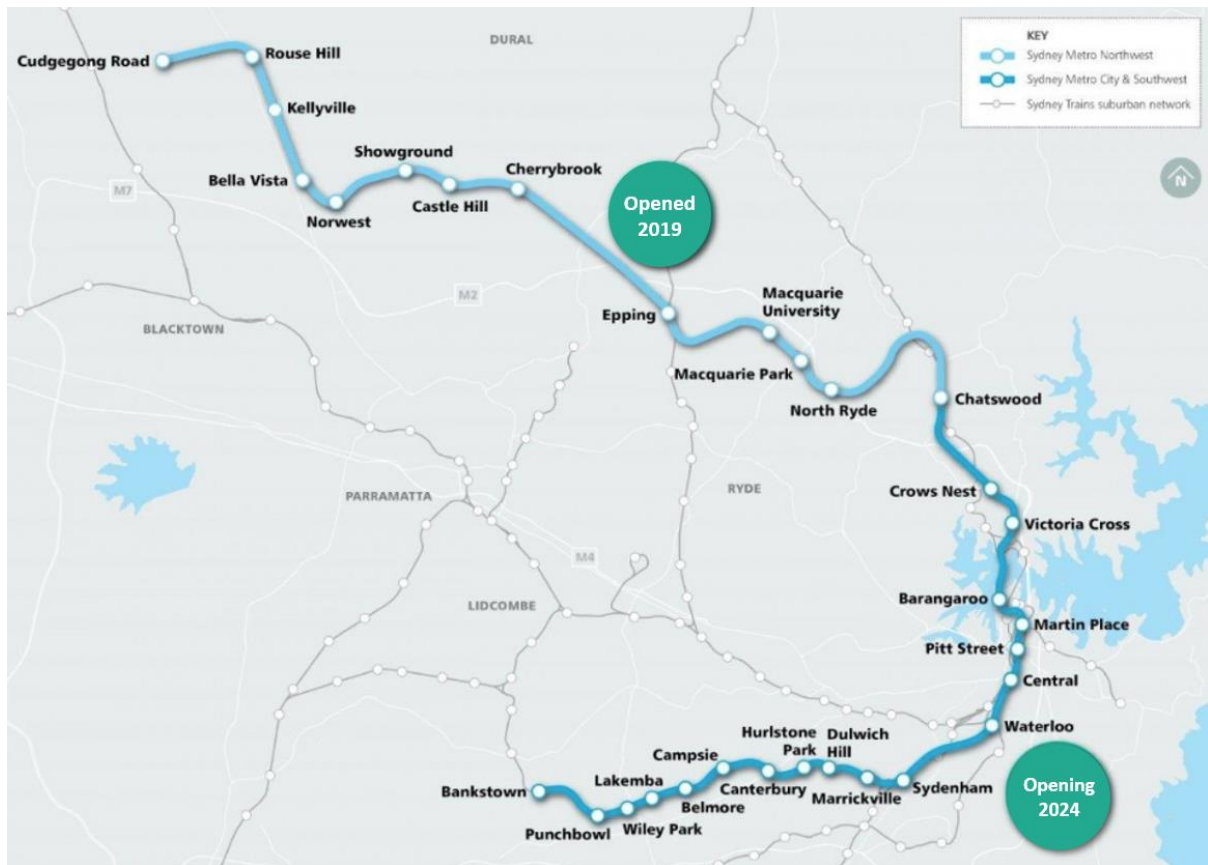 KEY
Sydney Metro Northwest
Sydney Metro City & Southwest
Sydney Trains suburban network
N
DURAL
Cudgegong Road
Rouse Hill
Kellyville
Showground
Cherrybrook
Bella Vista
M7
Castle Hill
Norwest
Opened
2019
M2
Macquarie
University
Epping
BLACKTOWN
Macquarie Park
North Ryde
Chatswood
PARRAMATTA
RYDE
Crows Nest
Victoria Cross
M4
Barangaroo
LIDCOMBE
Martin Place
Pitt Street
Central
Waterloo
Hurlstone
Park
Dulwich
Hill
Campsie
Lakemba
Bankstown
Canterbury
Sydenham
Marrickville
Belmore
Wiley Park
Punchbowl
Opening
2024